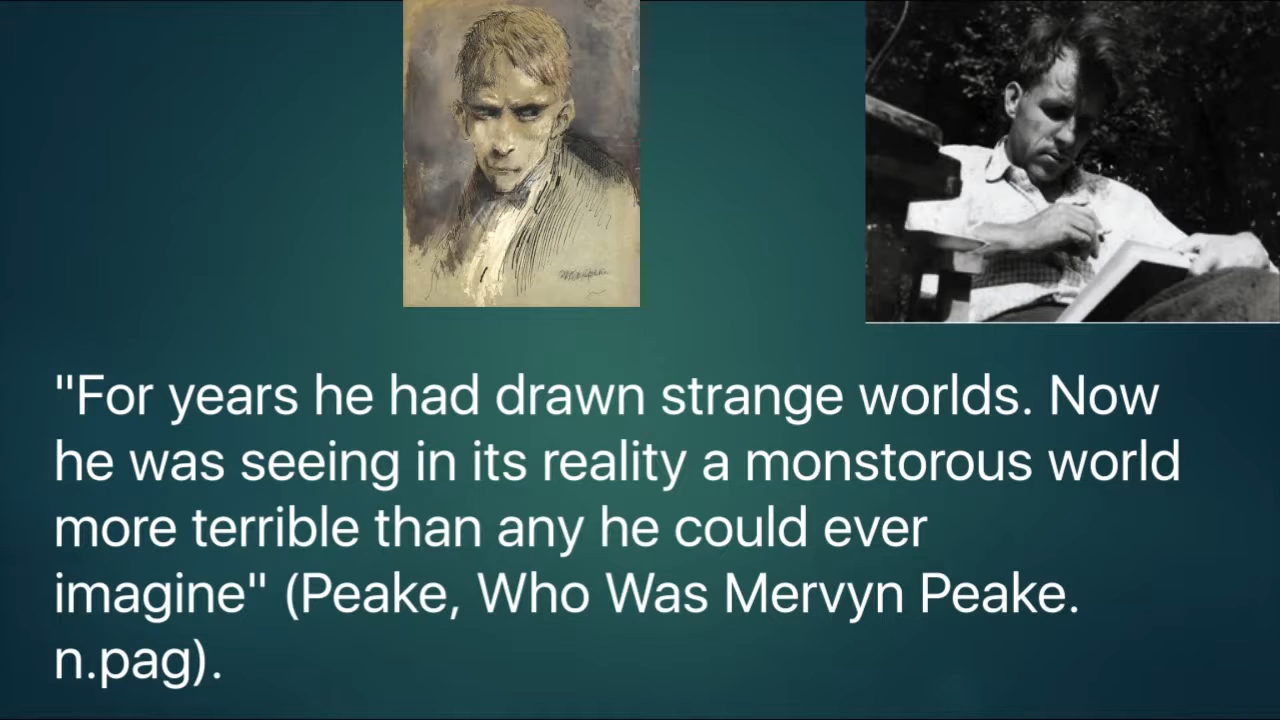 "For years he had drawn strange worlds. Now
he was seeing in its reality a monstorous world
more terrible than any he could ever
imagine" (Peake, Who Was Mervyn Peake.
n.pag).